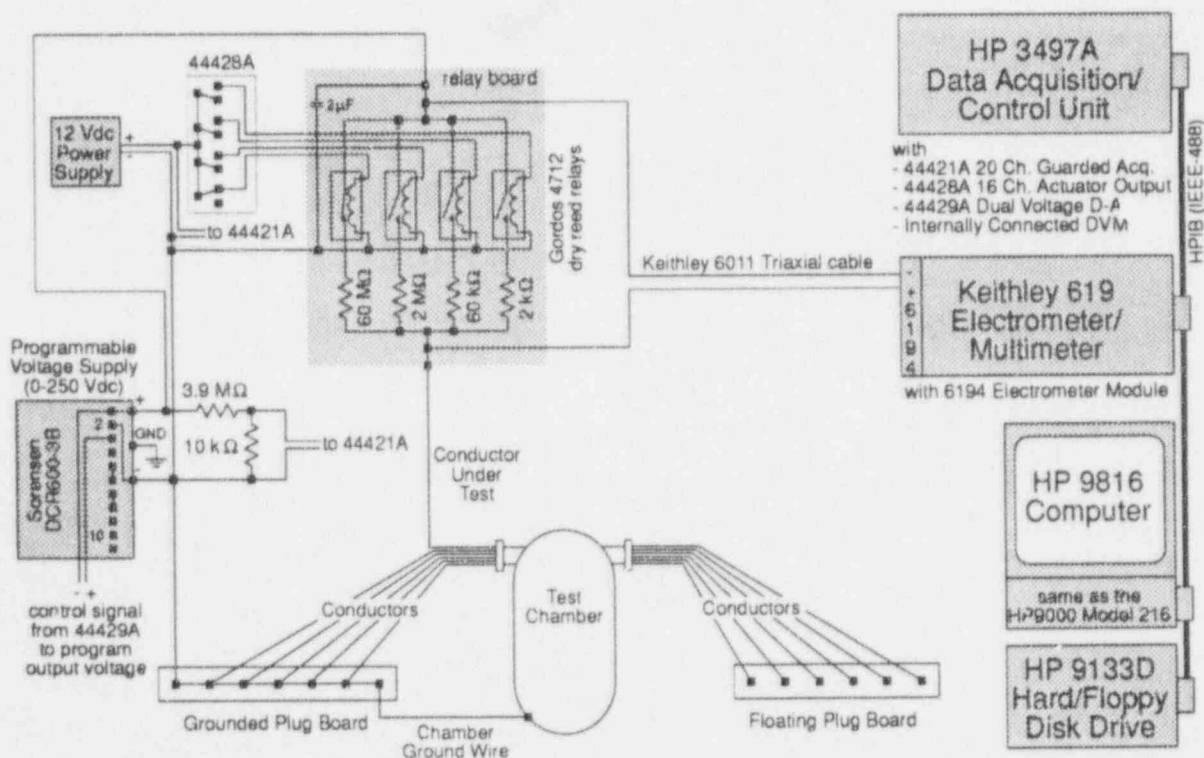 44428A
relay board
2µF
12 Vdc
Power
Supply
+
-
to 44421A
Gordos 4712
dry reed relays
60 MΩ
2 MΩ
60 kΩ
2 kΩ
HP 3497A
Data Acquisition/
Control Unit
with
- 44421A 20 Ch. Guarded Acq.
- 44428A 16 Ch. Actuator Output
- 44429A Dual Voltage D-A
- Internally Connected DVM
HPIB (IEEE 488)
Keithley 6011 Triaxial cable
-
+
6
1
9
4
Keithley 619
Electrometer/
Multimeter
with 6194 Electrometer Module
Programmable
Voltage Supply
(0-250 Vdc)
Sorensen
DCR600-3B
+
2
GND
-
10
3.9 MΩ
10 kΩ
to 44421A
- +
control signal
from 44429A
to program
output voltage
Conductor
Under
Test
Conductors
Test
Chamber
Conductors
Grounded Plug Board
Chamber
Ground Wire
Floating Plug Board
HP 9816
Computer
same as the
HP9000 Model 216
HP 9133D
Hard/Floppy
Disk Drive